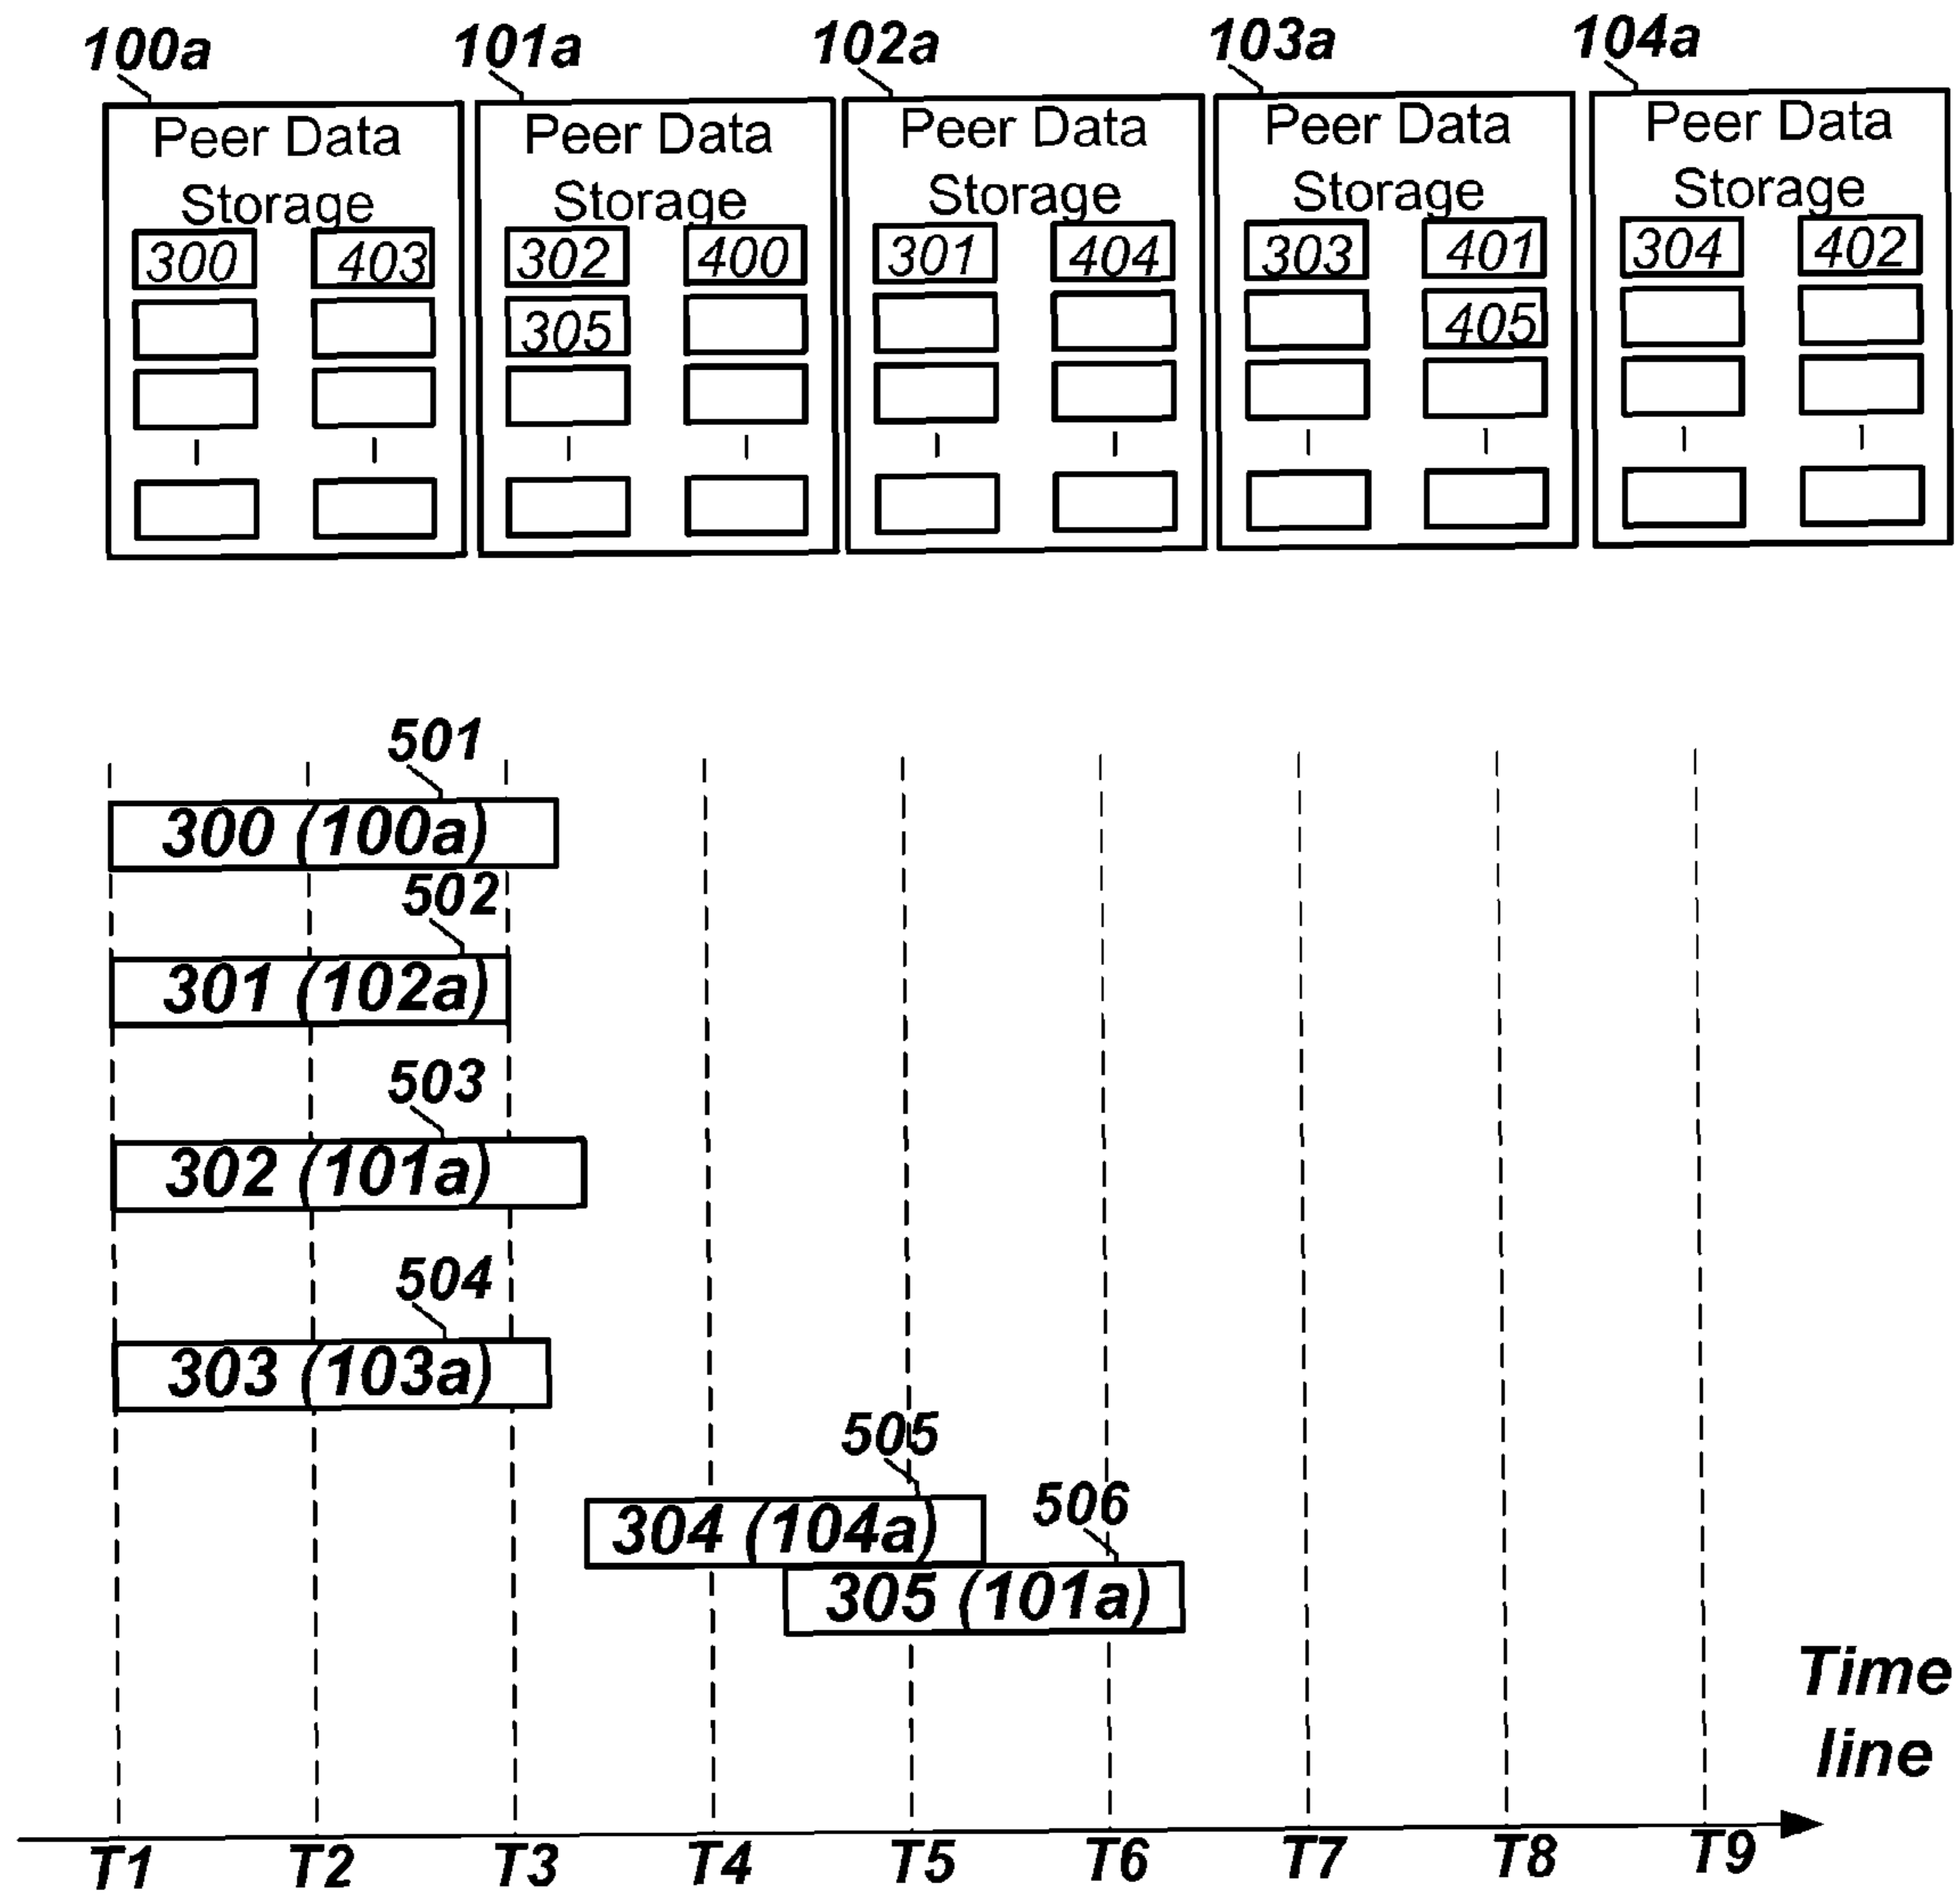 100a 101a 102a 103a 104a
Peer Data Peer Data Peer Data Peer Data Peer Data
Storage Storage Storage Storage Storage
300 403 302 400 301 404 303 401 304 402
305 405
501
300 (100a)
502
301 (102a)
503
302 (101a)
504
303 (103a)
505
304 (104a)
506
305 (101a)
Time
line
T1 T2 T3 T4 T5 T6 T7 T8 T9